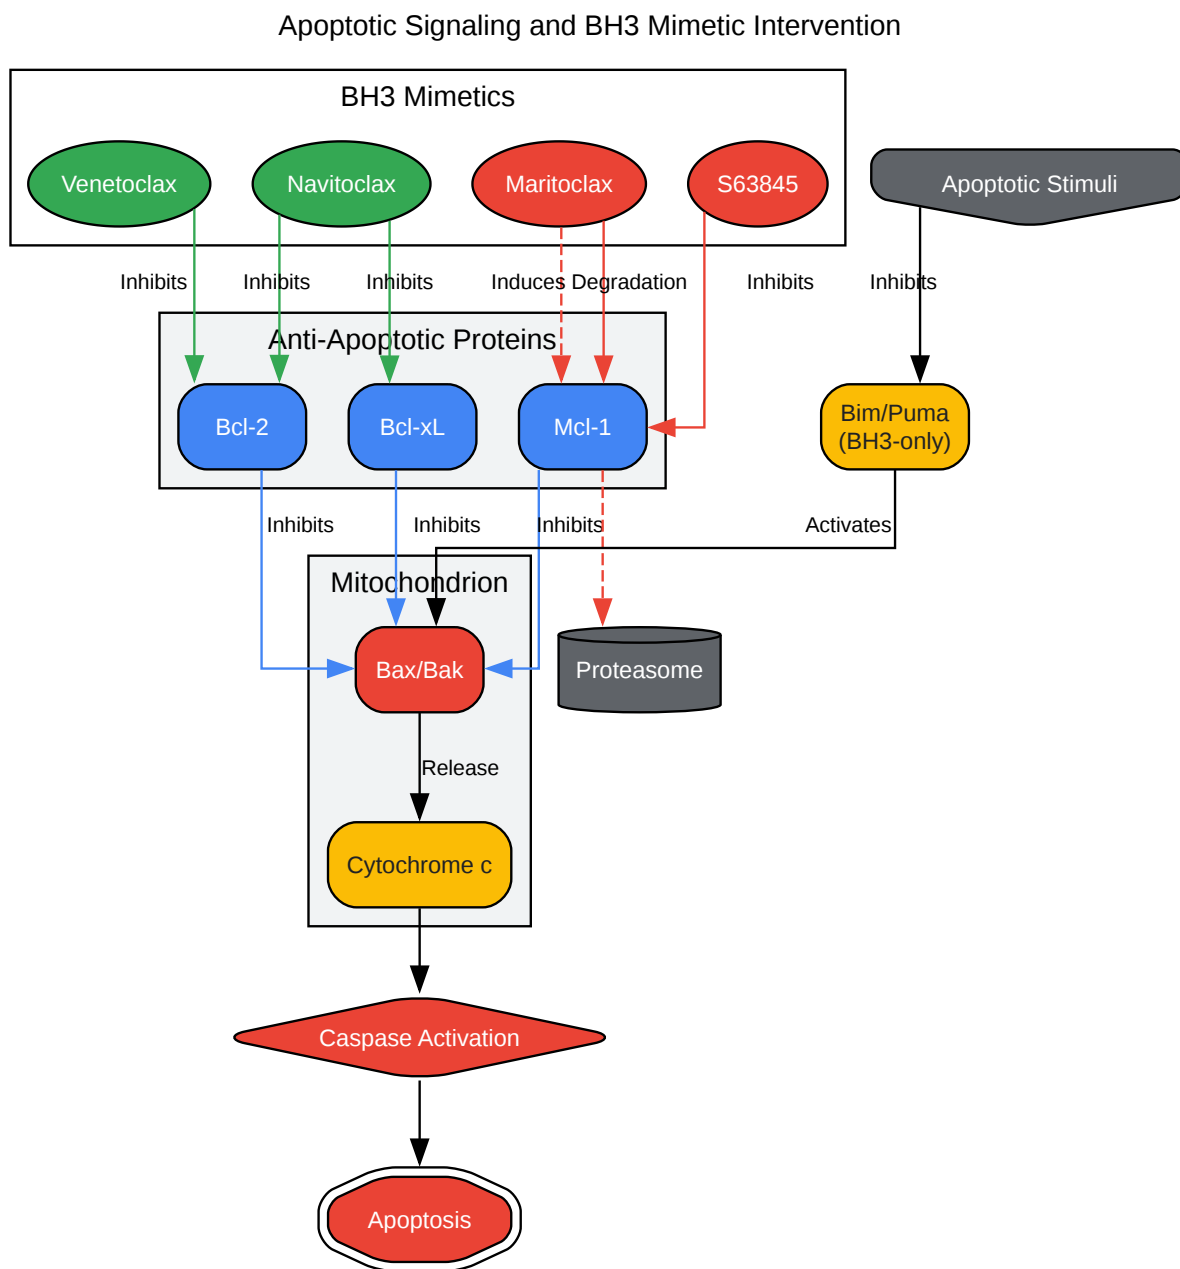 Apoptotic Signaling and BH3 Mimetic Intervention
BH3 Mimetics
Venetoclax
Navitoclax
Maritoclax
S63845
Apoptotic Stimuli
Inhibits
Inhibits
Inhibits
Induces Degradation
Inhibits
Inhibits
Anti-Apoptotic Proteins
Bcl-2
Bcl-xL
Mcl-1
Bim/Puma
(BH3-only)
Inhibits
Inhibits
Inhibits
Activates
Mitochondrion
Bax/Bak
Proteasome
Release
Cytochrome c
Caspase Activation
Apoptosis